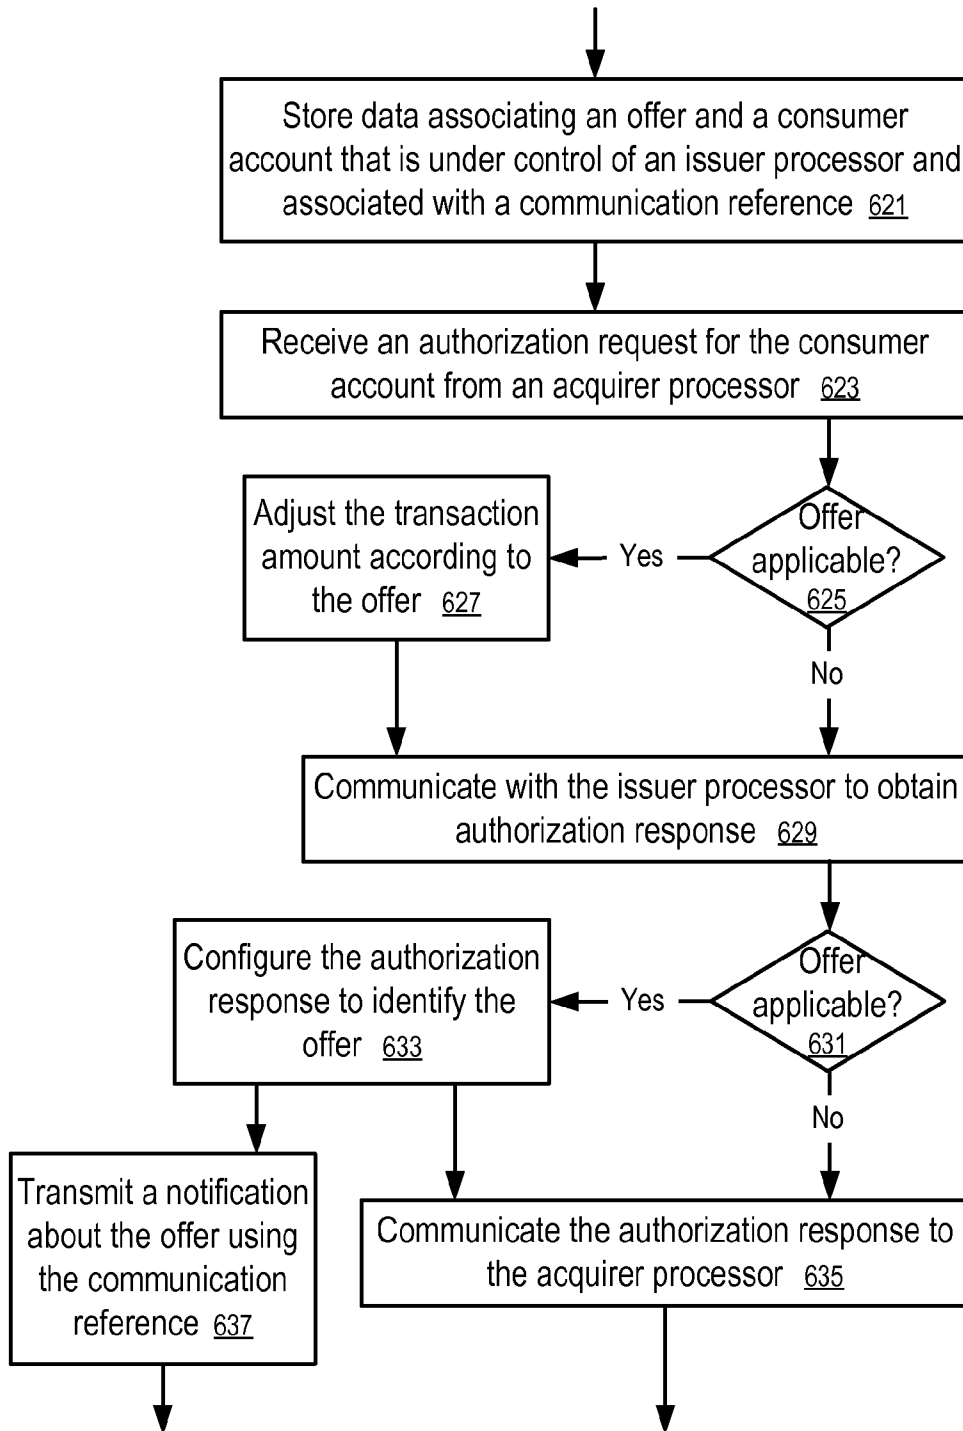 Store data associating an offer and a consumer
account that is under control of an issuer processor and
associated with a communication reference 621
Receive an authorization request for the consumer
account from an acquirer processor 623
Offer
applicable?
625
Yes
Adjust the transaction
amount according to
the offer 627
No
Communicate with the issuer processor to obtain
authorization response 629
Offer
applicable?
631
Yes
Configure the authorization
response to identify the
offer 633
No
Transmit a notification
about the offer using
the communication
reference 637
Communicate the authorization response to
the acquirer processor 635